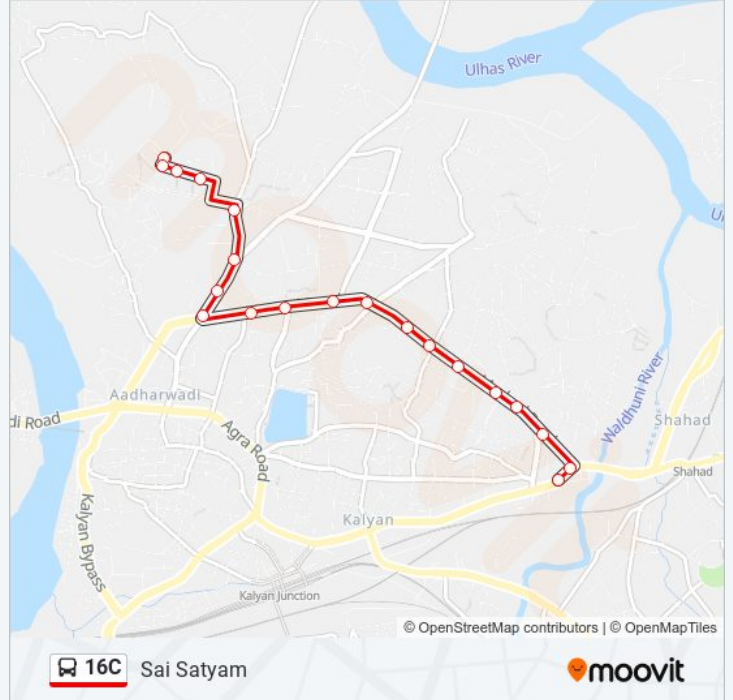 Ulhas River
Ul
Waldhuni River
Aadharwadi
di Road
Agra Road
Shahad
Shahad
Kalyan Bypass
Kalyan
Kalyan Junction
© OpenStreetMap contributors | © OpenMapTiles
16C Sai Satyam moovit